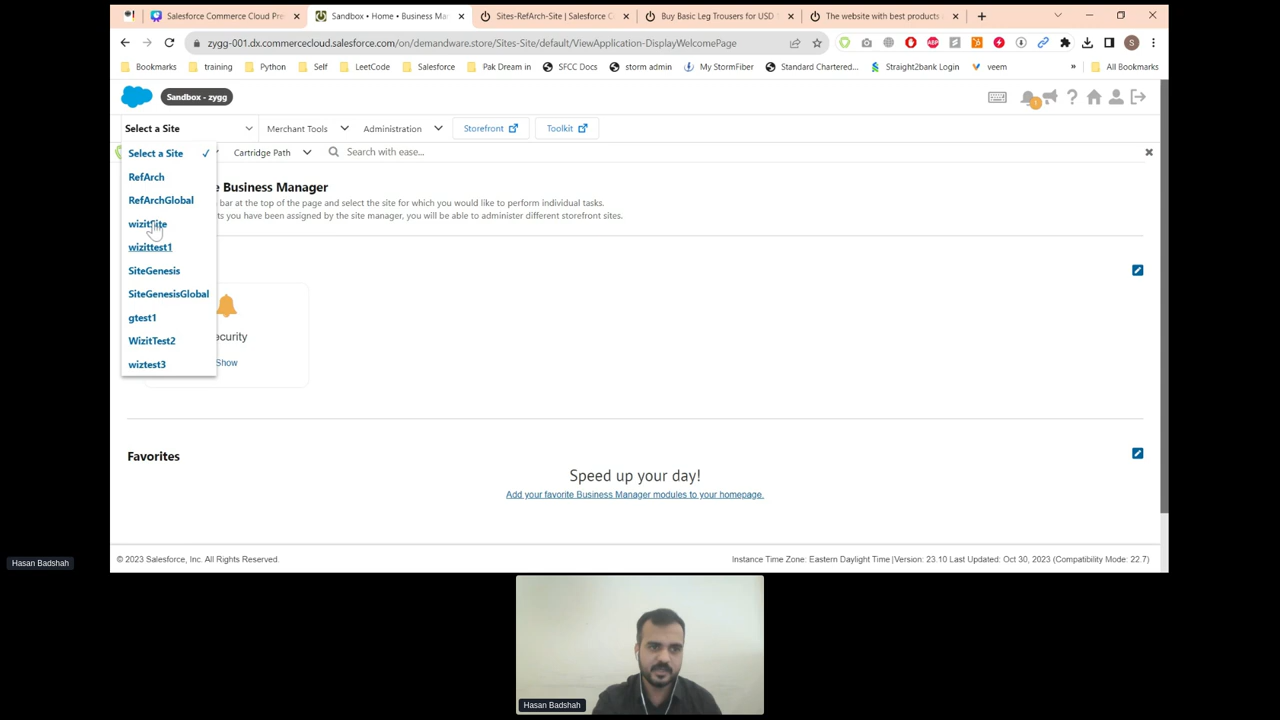 Salesforce Commerce Cloud Pre
Sandbox • Home • Business Ma
Sites-RefArch-Site | Salesforce C
Buy Basic Leg Trousers for USD
The website with best products
zygg-001.dx.commercecloud.salesforce.com/on/demandware.store/Sites-Site/default/ViewApplication-DisplayWelcomePage
S
Bookmarks
training
Python
Self
LeetCode
Salesforce
Pak Dream in
SFCC Docs
storm admin
My StormFiber
Standard Chartered...
Straight2bank Login
veem
»
All Bookmarks
Sandbox - zygg
1
Select a Site
Merchant Tools
Administration
Storefront
Toolkit
Cartridge Path
Search with ease...
Select a Site
RefArch
RefArchGlobal
wizitsite
wizittest1
SiteGenesis
SiteGenesisGlobal
gtest1
WizitTest2
wiztest3
e Business Manager
bar at the top of the page and select the site for which you would like to perform individual tasks.
ts you have been assigned by the site manager, you will be able to administer different storefront sites.
ecurity
Show
Favorites
Speed up your day!
Add your favorite Business Manager modules to your homepage.
© 2023 Salesforce, Inc. All Rights Reserved.
Instance Time Zone: Eastern Daylight Time |Version: 23.10 Last Updated: Oct 30, 2023 (Compatibility Mode: 22.7)
Hasan Badshah
Hasan Badshah